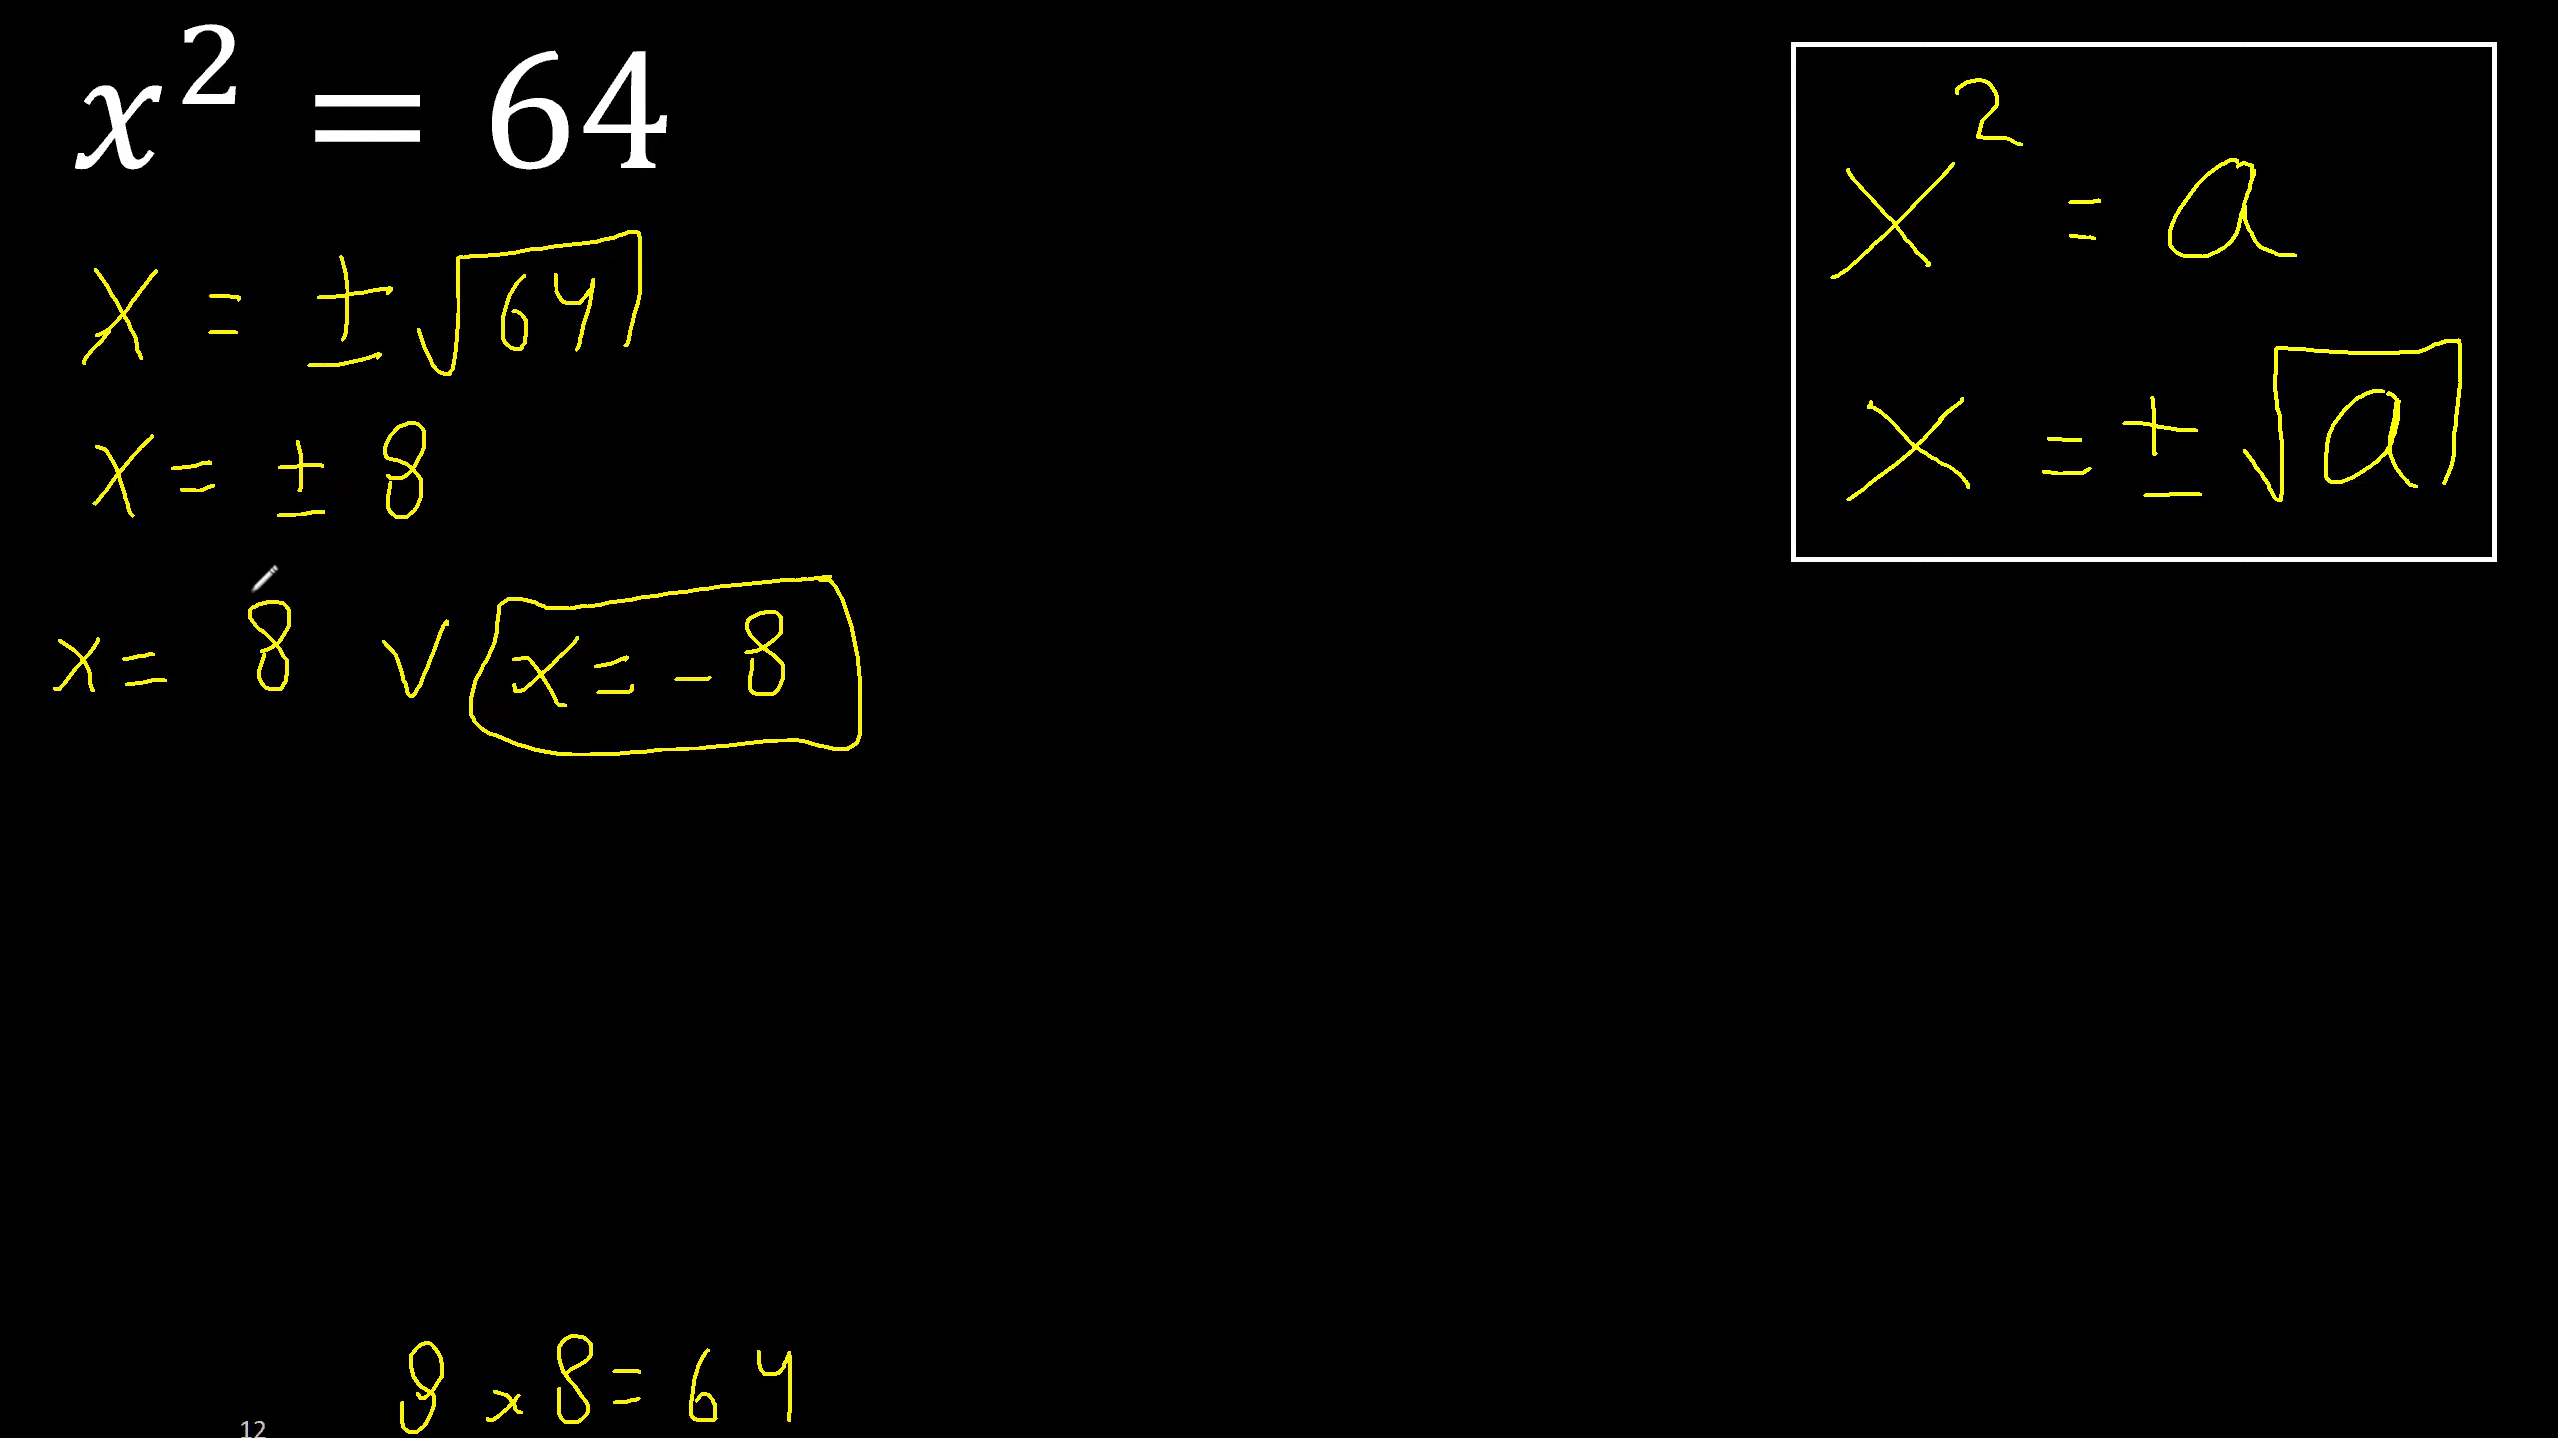 x² = 64
x = ±√64
x = ± 8
x = 8 ∨ x = - 8
8 x 8 = 64
12
x² = a
x = ±√a